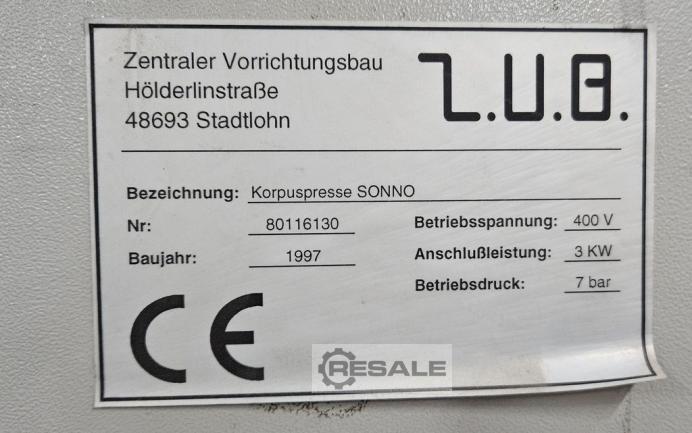 Zentraler Vorrichtungsbau
Hölderlinstraße
48693 Stadtlohn
Z.U.B.
Bezeichnung: Korpuspresse SONNO
Nr: 80116130
Betriebsspannung: 400 V
Baujahr: 1997
Anschlußleistung: 3 KW
Betriebsdruck: 7 bar
CE
RESALE